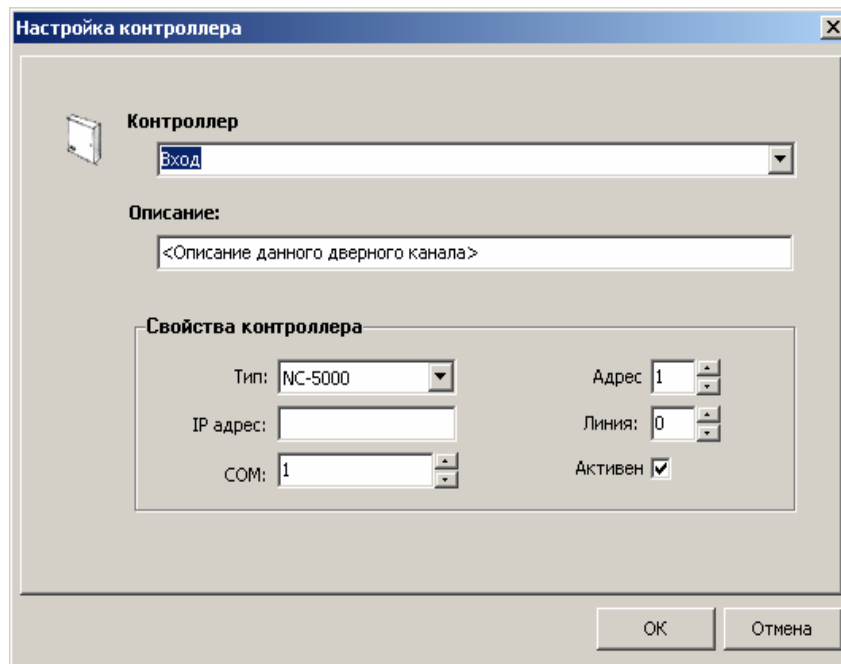 Настройка контроллера
Контроллер
Вход
Описание:
<Описание данного дверного канала>
Свойства контроллера
Тип: NC-5000 Адрес 1
IP адрес: Линия: 0
COM: 1 Активен
OK Отмена